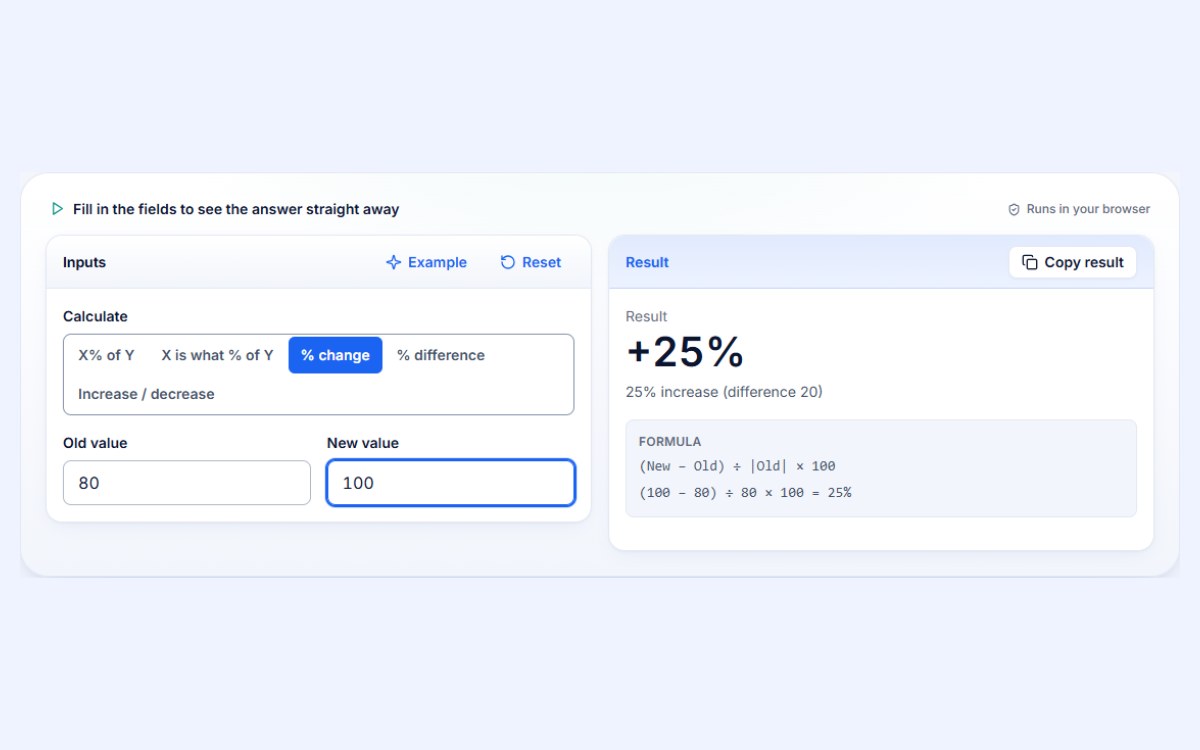 Fill in the fields to see the answer straight away
Runs in your browser
Inputs
Example
Reset
Calculate
X% of Y
X is what % of Y
% change
% difference
Increase / decrease
Old value
New value
80
100
Result
Copy result
Result
+25%
25% increase (difference 20)
FORMULA
(New − Old) ÷ |Old| × 100
(100 − 80) ÷ 80 × 100 = 25%